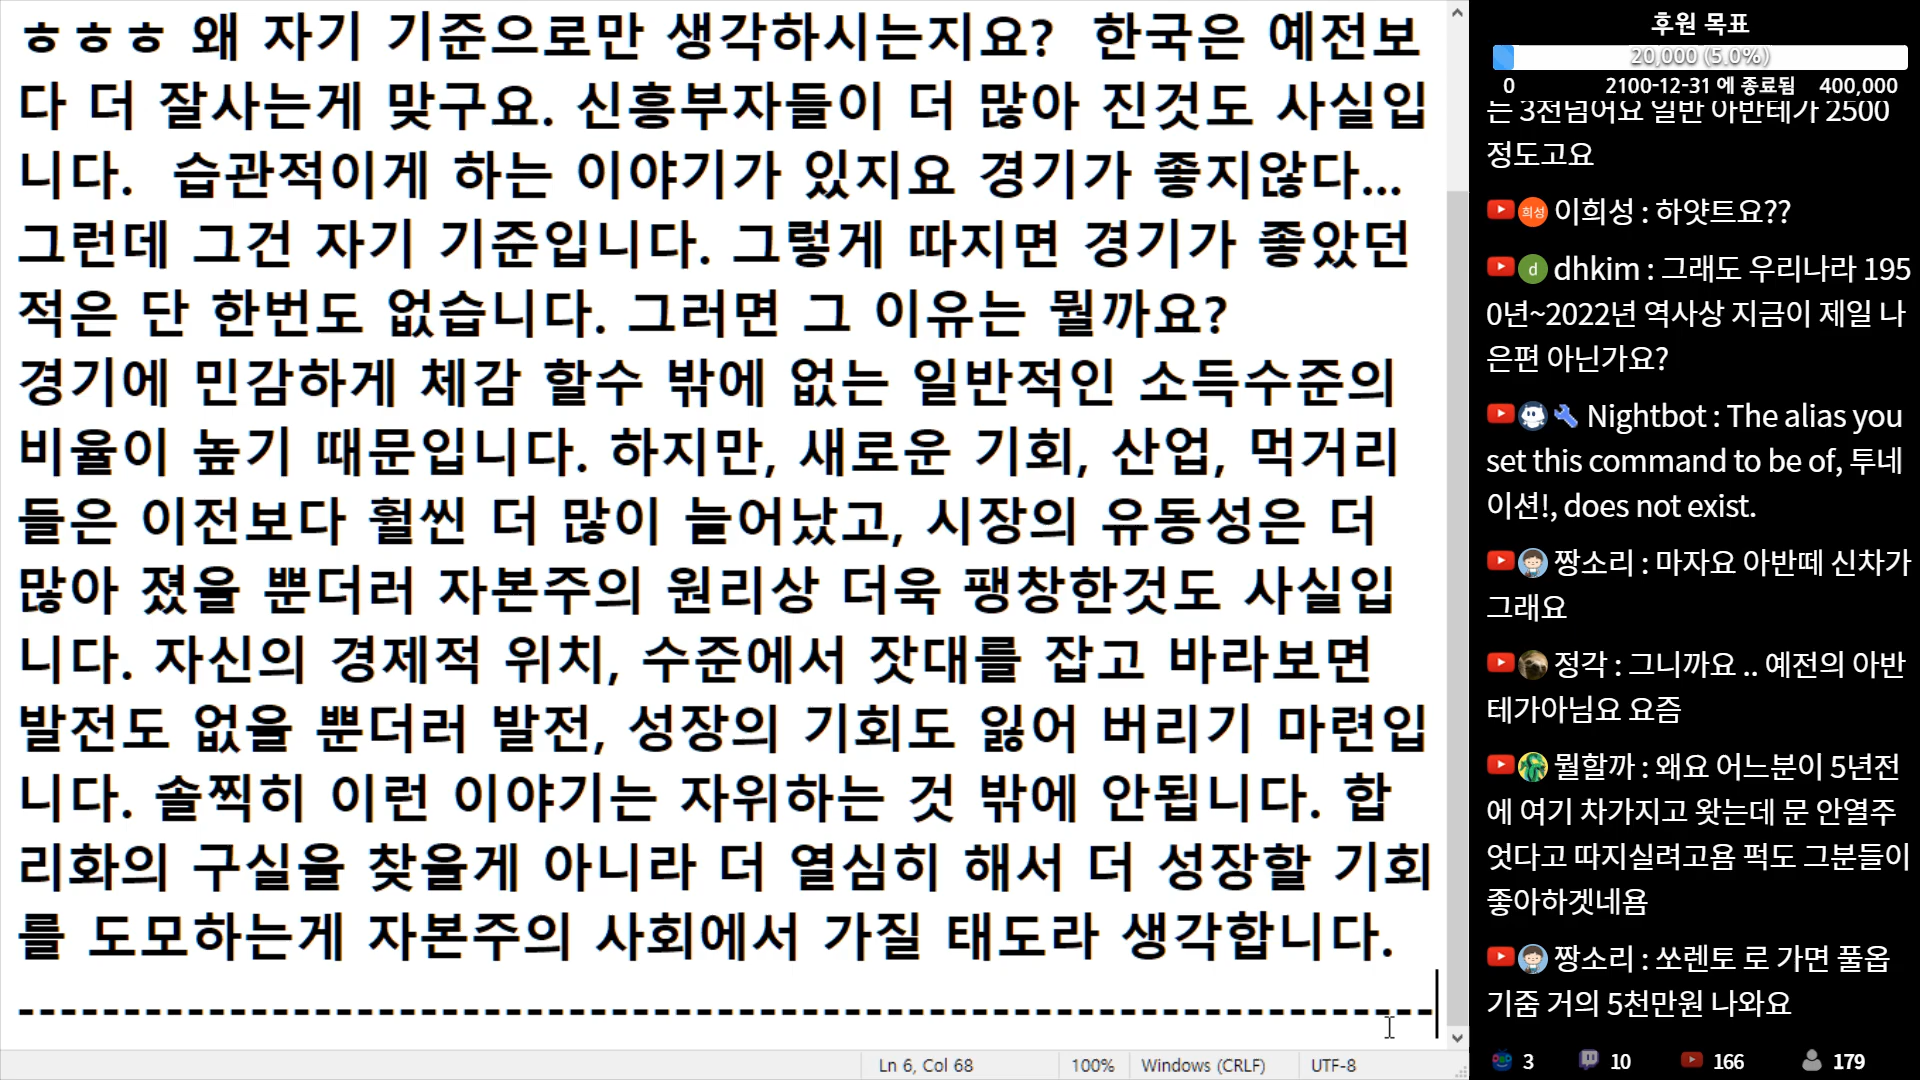 ㅎㅎㅎ 왜 자기 기준으로만 생각하시는지요?  한국은 예전보
다 더 잘사는게 맞구요. 신흥부자들이 더 많아 진것도 사실입
니다.  습관적이게 하는 이야기가 있지요 경기가 좋지않다...
그런데 그건 자기 기준입니다. 그렇게 따지면 경기가 좋았던
적은 단 한번도 없습니다. 그러면 그 이유는 뭘까요?
경기에 민감하게 체감 할수 밖에 없는 일반적인 소득수준의
비율이 높기 때문입니다. 하지만, 새로운 기회, 산업, 먹거리
들은 이전보다 훨씬 더 많이 늘어났고, 시장의 유동성은 더
많아 졌을 뿐더러 자본주의 원리상 더욱 팽창한것도 사실입
니다. 자신의 경제적 위치, 수준에서 잣대를 잡고 바라보면
발전도 없을 뿐더러 발전, 성장의 기회도 잃어 버리기 마련입
니다. 솔찍히 이런 이야기는 자위하는 것 밖에 안됩니다. 합
리화의 구실을 찾을게 아니라 더 열심히 해서 더 성장할 기회
를 도모하는게 자본주의 사회에서 가질 태도라 생각합니다.
--------------------------------------------------------------------
Ln 6, Col 68 100% Windows (CRLF) UTF-8
후원 목표
20,000 (5.0%)
0 2100-12-31 에 종료됨 400,000
는 3천넘어요 일반 아반테가 2500
정도고요
희성 이희성 : 하얏트요??
d dhkim : 그래도 우리나라 195
0년~2022년 역사상 지금이 제일 나
은편 아닌가요?
Nightbot : The alias you
set this command to be of, 투네
이션!, does not exist.
짱소리 : 마자요 아반떼 신차가
그래요
정각 : 그니까요 .. 예전의 아반
테가아님요 요즘
뭘할까 : 왜요 어느분이 5년전
에 여기 차가지고 왓는데 문 안열주
엇다고 따지실려고욤 퍽도 그분들이
좋아하겟네욤
짱소리 : 쏘렌토 로 가면 풀옵
기줌 거의 5천만원 나와요
3 10 166 179